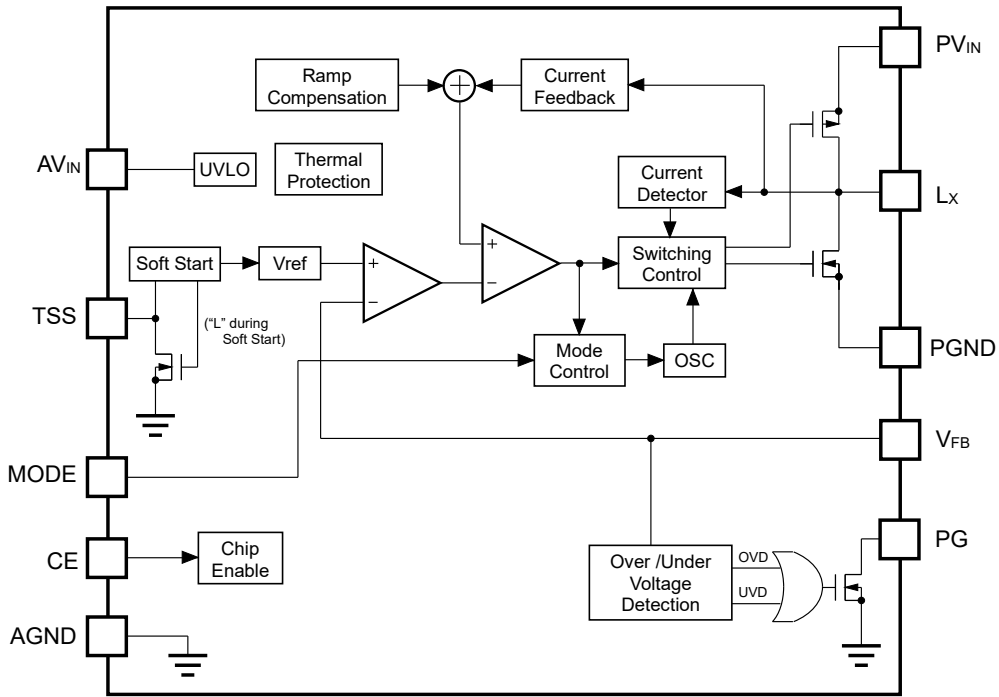 PVIN
Ramp
Compensation
Current
Feedback
AVIN
UVLO
Thermal
Protection
Current
Detector
LX
Soft Start
Vref
+
−
+
−
Switching
Control
TSS
("L" during
Soft Start)
Mode
Control
OSC
PGND
VFB
MODE
CE
Chip
Enable
PG
Over /Under
Voltage
Detection
OVD
UVD
AGND